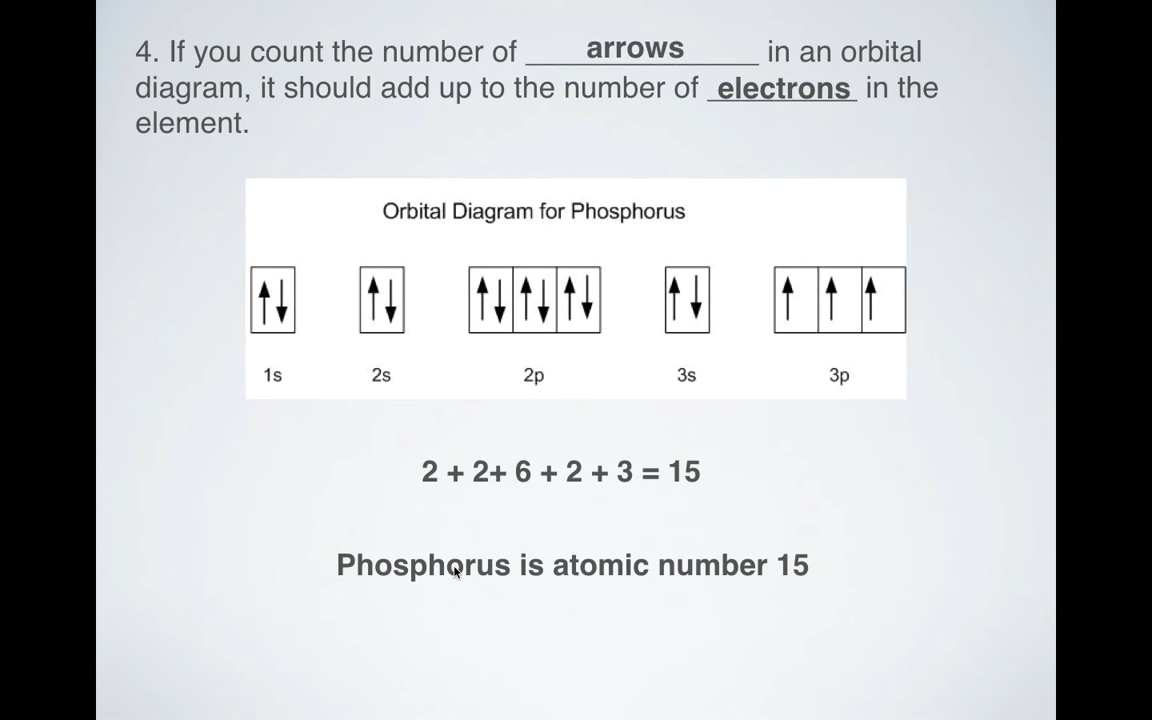 4. If you count the number of ____arrows____ in an orbital
diagram, it should add up to the number of _electrons_ in the
element.
Orbital Diagram for Phosphorus
1s 2s 2p 3s 3p
2 + 2+ 6 + 2 + 3 = 15
Phosphorus is atomic number 15